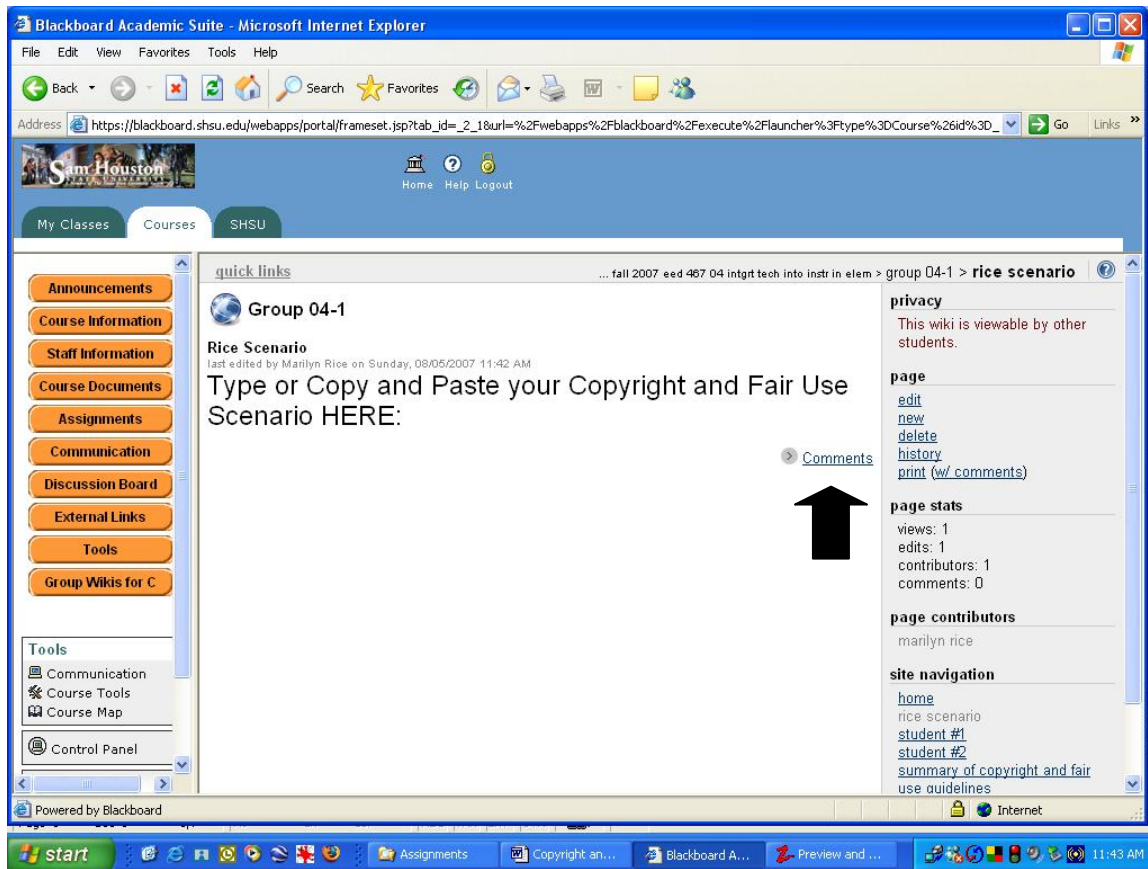 Blackboard Academic Suite - Microsoft Internet Explorer
File Edit View Favorites Tools Help
Back Search Favorites
Address https://blackboard.shsu.edu/webapps/portal/frameset.jsp?tab_id=_2_1&url=%2Fwebapps%2Fblackboard%2Fexecute%2Flauncher%3Ftype%3DCourse%26id%3D_ Go Links »
Sam Houston
STATE UNIVERSITY
Home Help Logout
My Classes Courses SHSU
quick links
... fall 2007 eed 467 04 intgrt tech into instr in elem > group 04-1 > rice scenario
Announcements
Course Information
Staff Information
Course Documents
Assignments
Communication
Discussion Board
External Links
Tools
Group Wikis for C
Tools
Communication
Course Tools
Course Map
Control Panel
Group 04-1
Rice Scenario
last edited by Marilyn Rice on Sunday, 08/05/2007 11:42 AM
Type or Copy and Paste your Copyright and Fair Use
Scenario HERE:
Comments
privacy
This wiki is viewable by other
students.
page
edit
new
delete
history
print (w/ comments)
page stats
views: 1
edits: 1
contributors: 1
comments: 0
page contributors
marilyn rice
site navigation
home
rice scenario
student #1
student #2
summary of copyright and fair
use guidelines
Powered by Blackboard Internet
start Assignments Copyright an... Blackboard A... Preview and ... 11:43 AM